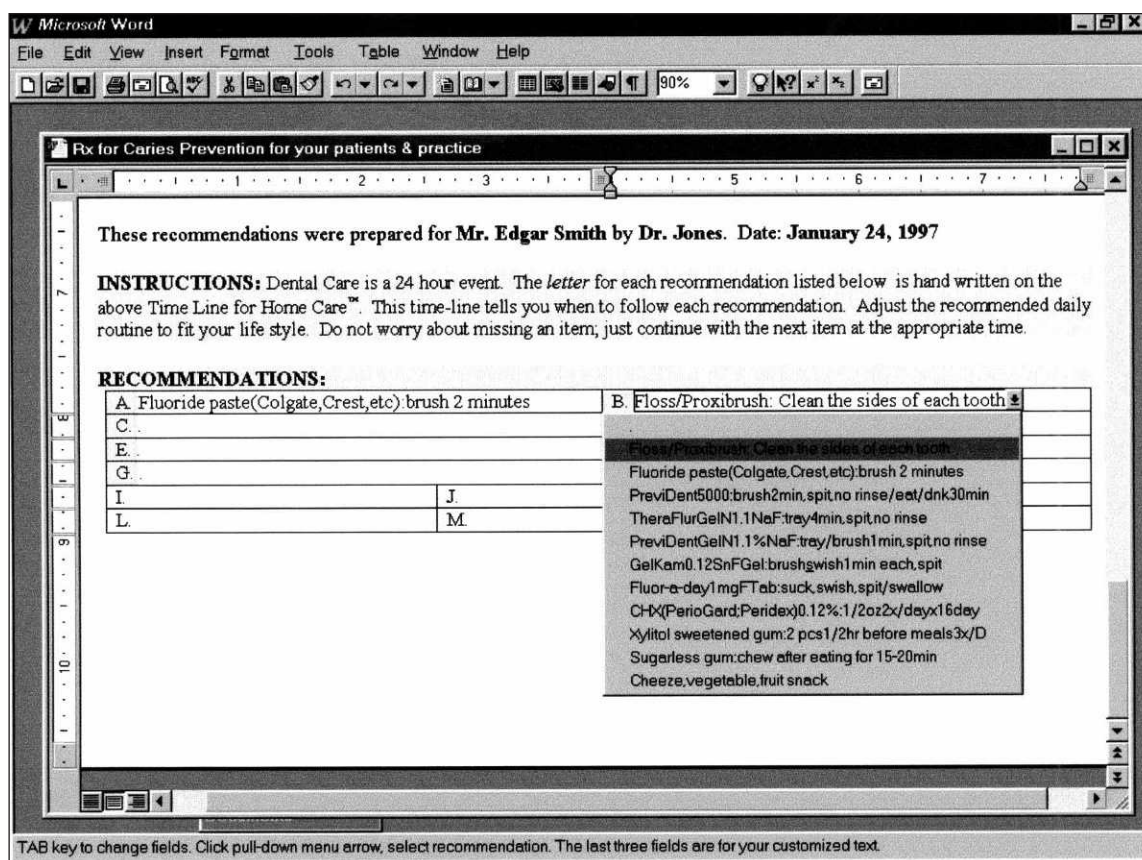 Microsoft Word
File Edit View Insert Format Tools Table Window Help
90%
Rx for Caries Prevention for your patients & practice
1 2 3 5 6 7
These recommendations were prepared for Mr. Edgar Smith by Dr. Jones. Date: January 24, 1997
INSTRUCTIONS: Dental Care is a 24 hour event. The letter for each recommendation listed below is hand written on the
above Time Line for Home Care™. This time-line tells you when to follow each recommendation. Adjust the recommended daily
routine to fit your life style. Do not worry about missing an item; just continue with the next item at the appropriate time.
RECOMMENDATIONS:
A. Fluoride paste(Colgate,Crest,etc):brush 2 minutes B. Floss/Proxibrush: Clean the sides of each tooth
C. .
E. .
G. .
I. J.
L. M.
Floss/Proxibrush: Clean the sides of each tooth
Fluoride paste(Colgate,Crest,etc):brush 2 minutes
PreviDent5000:brush2min,spit,no rinse/eat/dnk30min
TheraFlurGelN1.1NaF:tray4min,spit,no rinse
PreviDentGelN1.1%NaF:tray/brush1min,spit,no rinse
GelKam0.12SnFGel:brushswish1min each,spit
Fluor-a-day1mgFTab:suck,swish,spit/swallow
CHX(PerioGard;Peridex)0.12%:1/2oz2x/dayx16day
Xylitol sweetened gum:2 pcs1/2hr before meals3x/D
Sugarless gum:chew after eating for 15-20min
Cheeze,vegetable,fruit snack
7
8
9
10
TAB key to change fields. Click pull-down menu arrow, select recommendation. The last three fields are for your customized text.